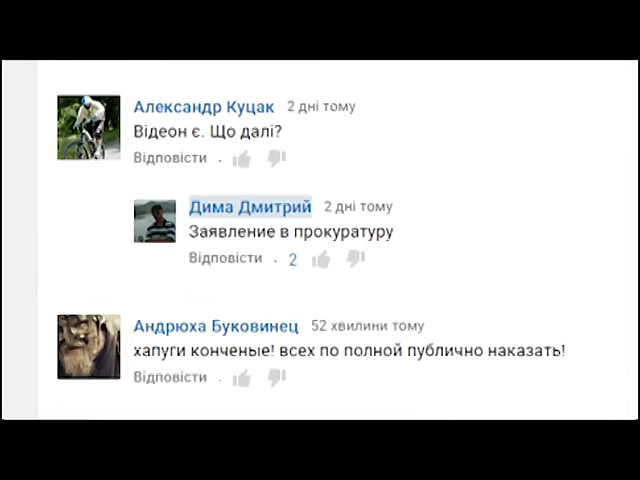 Александр Куцак 2 дні тому
Відеон є. Що далі?
Відповісти .
Дима Дмитрий 2 дні тому
Заявление в прокуратуру
Відповісти . 2
Андрюха Буковинец 52 хвилини тому
хапуги конченые! всех по полной публично наказать!
Відповісти .